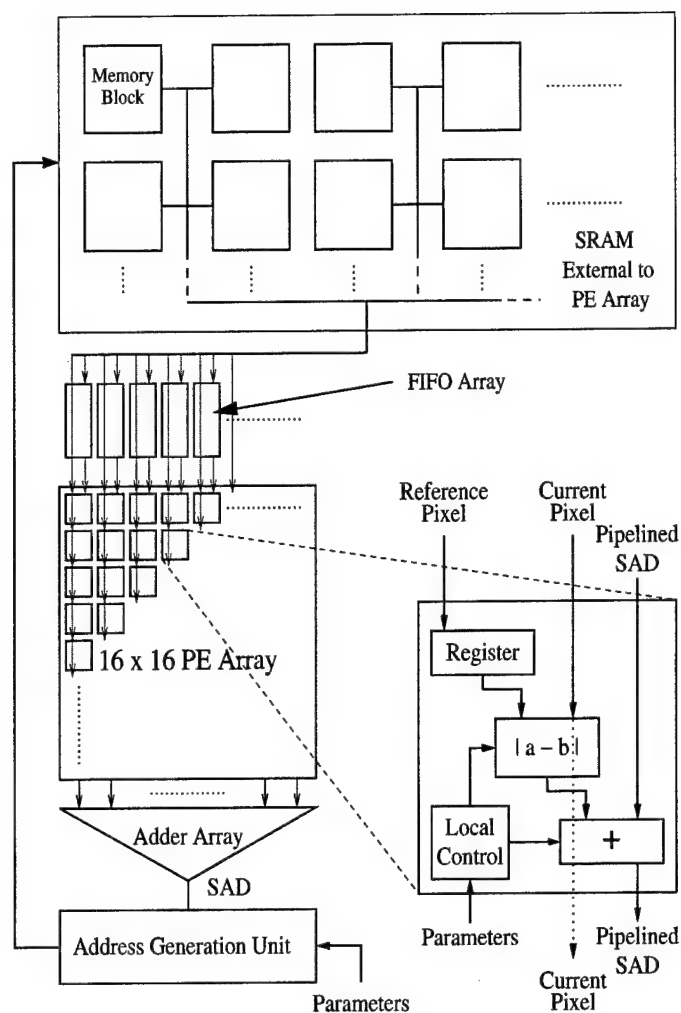 Memory
Block
SRAM
External to
PE Array
FIFO Array
Reference
Pixel
Current
Pixel
Pipelined
SAD
16 x 16 PE Array
Register
| a – b |
Local
Control
+
Adder Array
SAD
Address Generation Unit
Parameters
Parameters
Pipelined
SAD
Current
Pixel